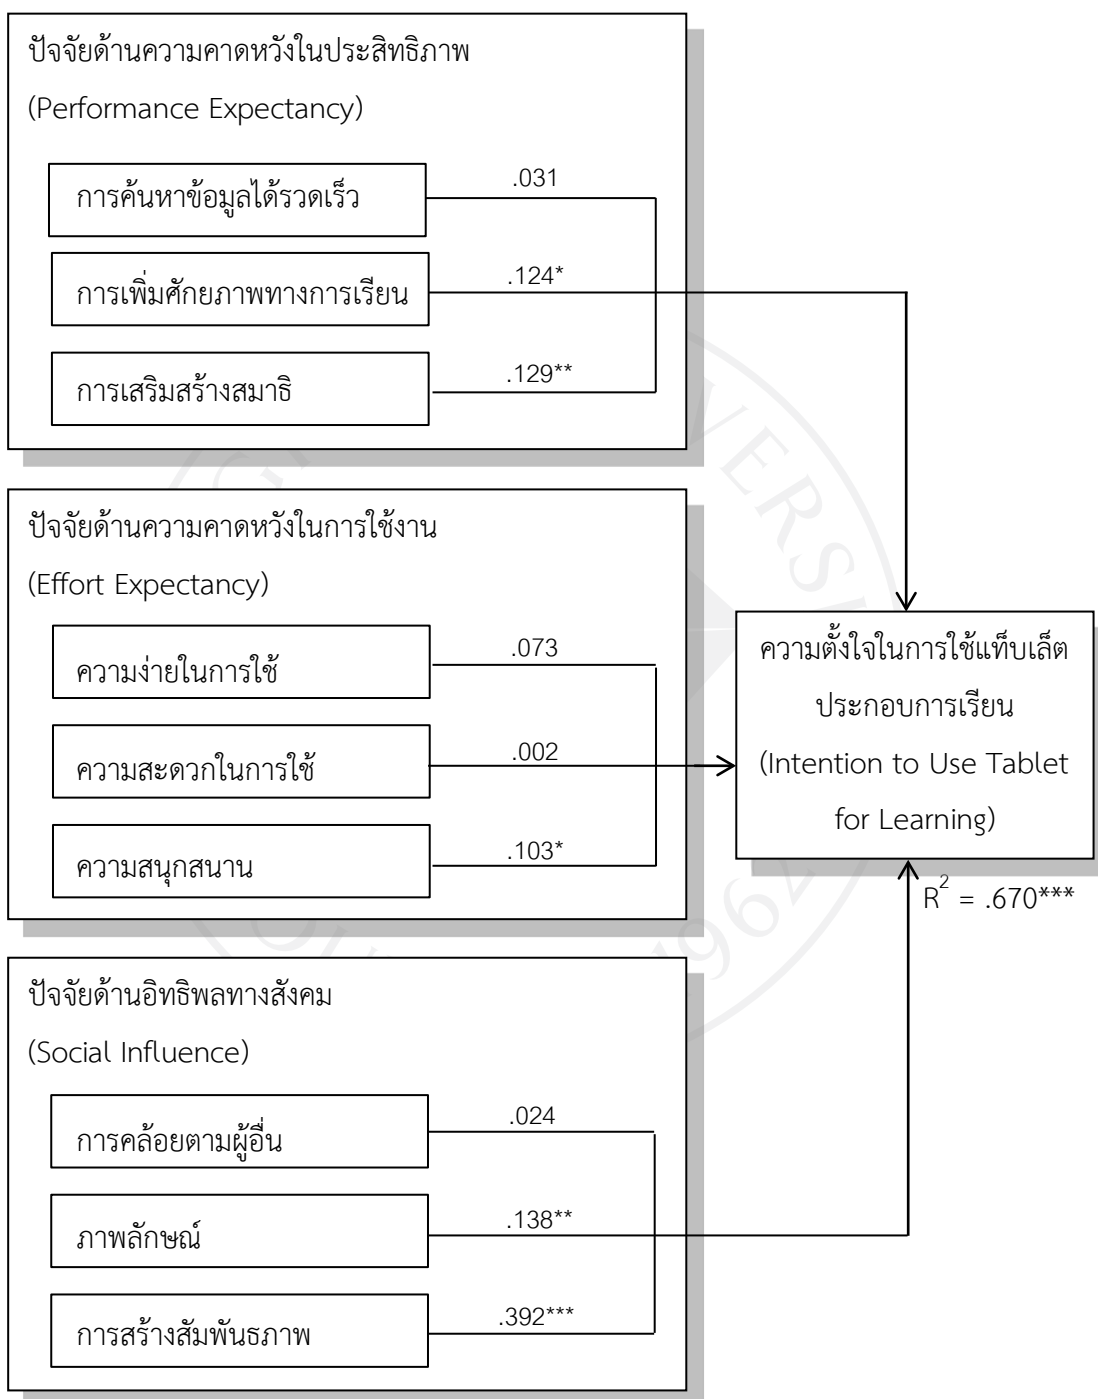 ปัจจัยด้านความคาดหวังในประสิทธิภาพ
(Performance Expectancy)
การค้นหาข้อมูลได้รวดเร็ว
.031
การเพิ่มศักยภาพทางการเรียน
.124*
การเสริมสร้างสมาธิ
.129**
ปัจจัยด้านความคาดหวังในการใช้งาน
(Effort Expectancy)
ความง่ายในการใช้
.073
ความสะดวกในการใช้
.002
ความสนุกสนาน
.103*
ความตั้งใจในการใช้แท็บเล็ต
ประกอบการเรียน
(Intention to Use Tablet
for Learning)
R² = .670***
ปัจจัยด้านอิทธิพลทางสังคม
(Social Influence)
การคล้อยตามผู้อื่น
.024
ภาพลักษณ์
.138**
การสร้างสัมพันธภาพ
.392***